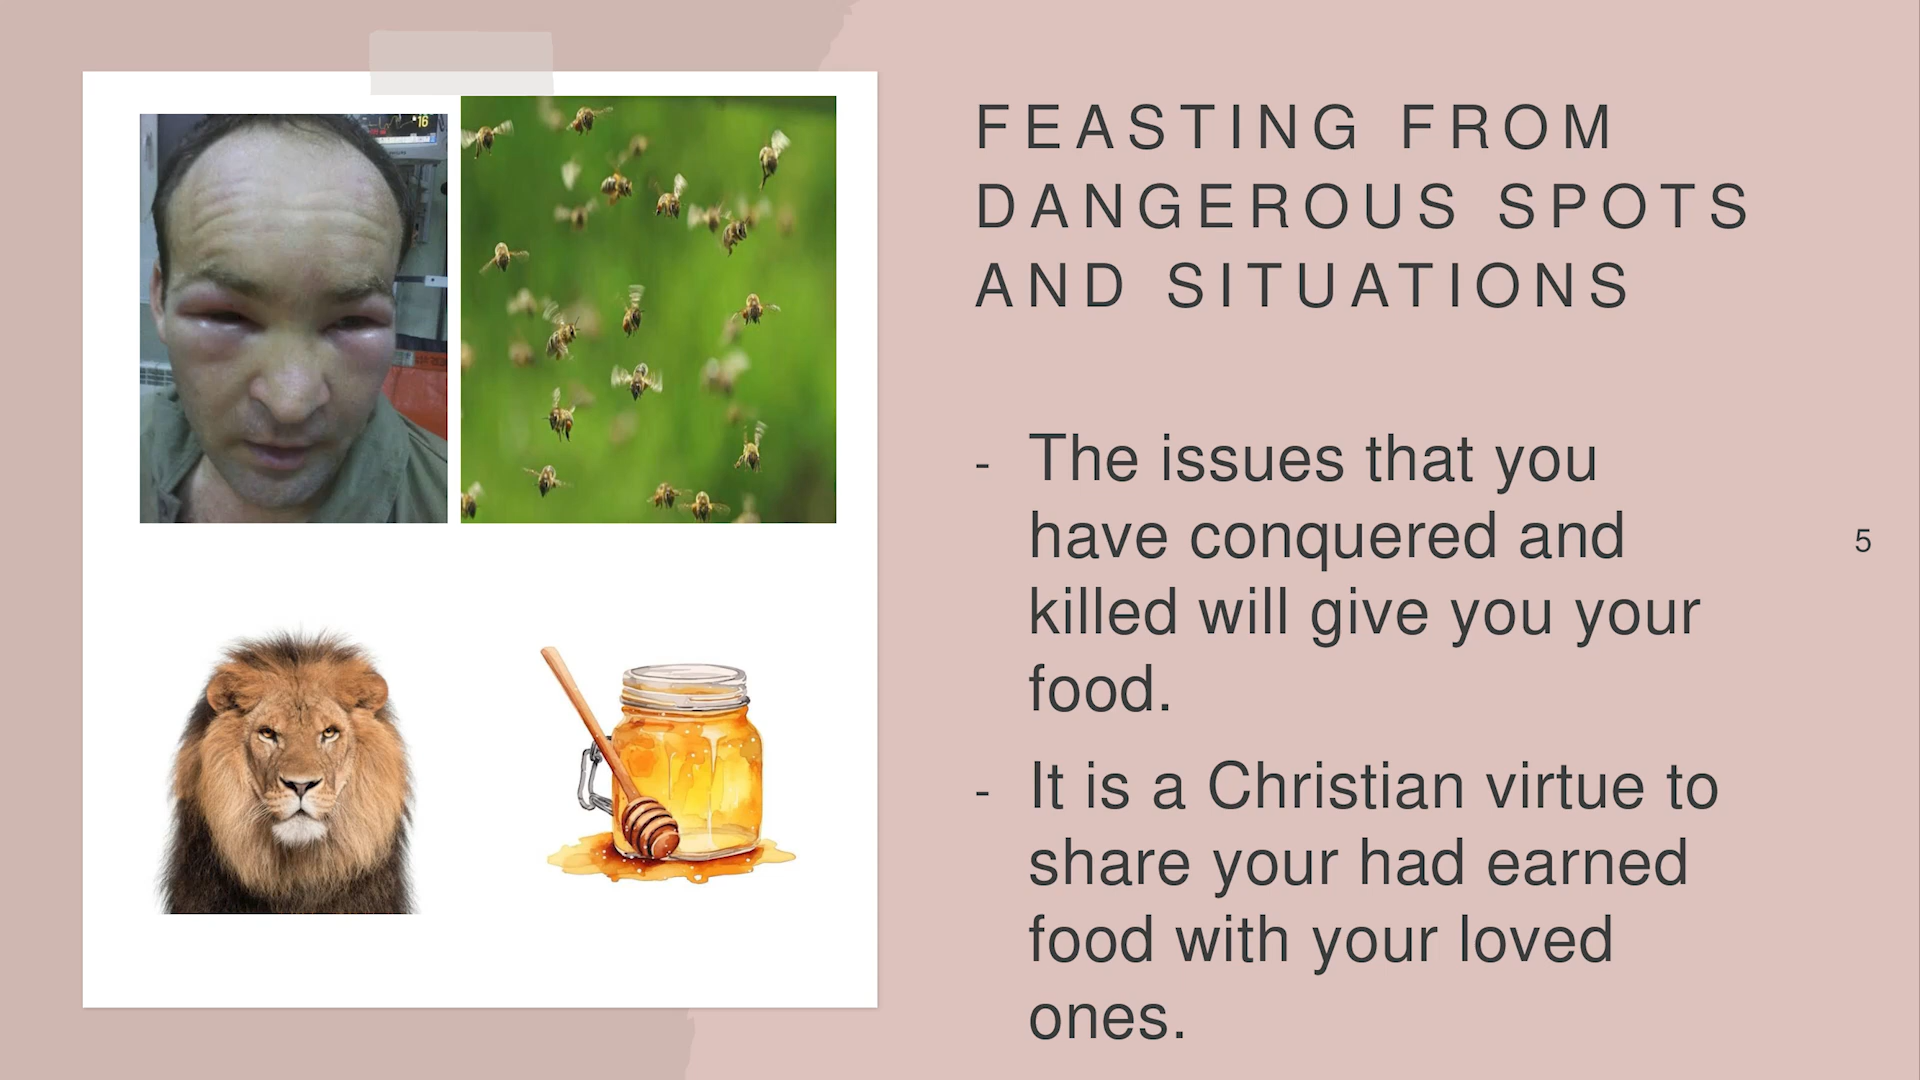 16
FEASTING FROM
DANGEROUS SPOTS
AND SITUATIONS
- The issues that you
have conquered and
killed will give you your
food.
- It is a Christian virtue to
share your had earned
food with your loved
ones.
5